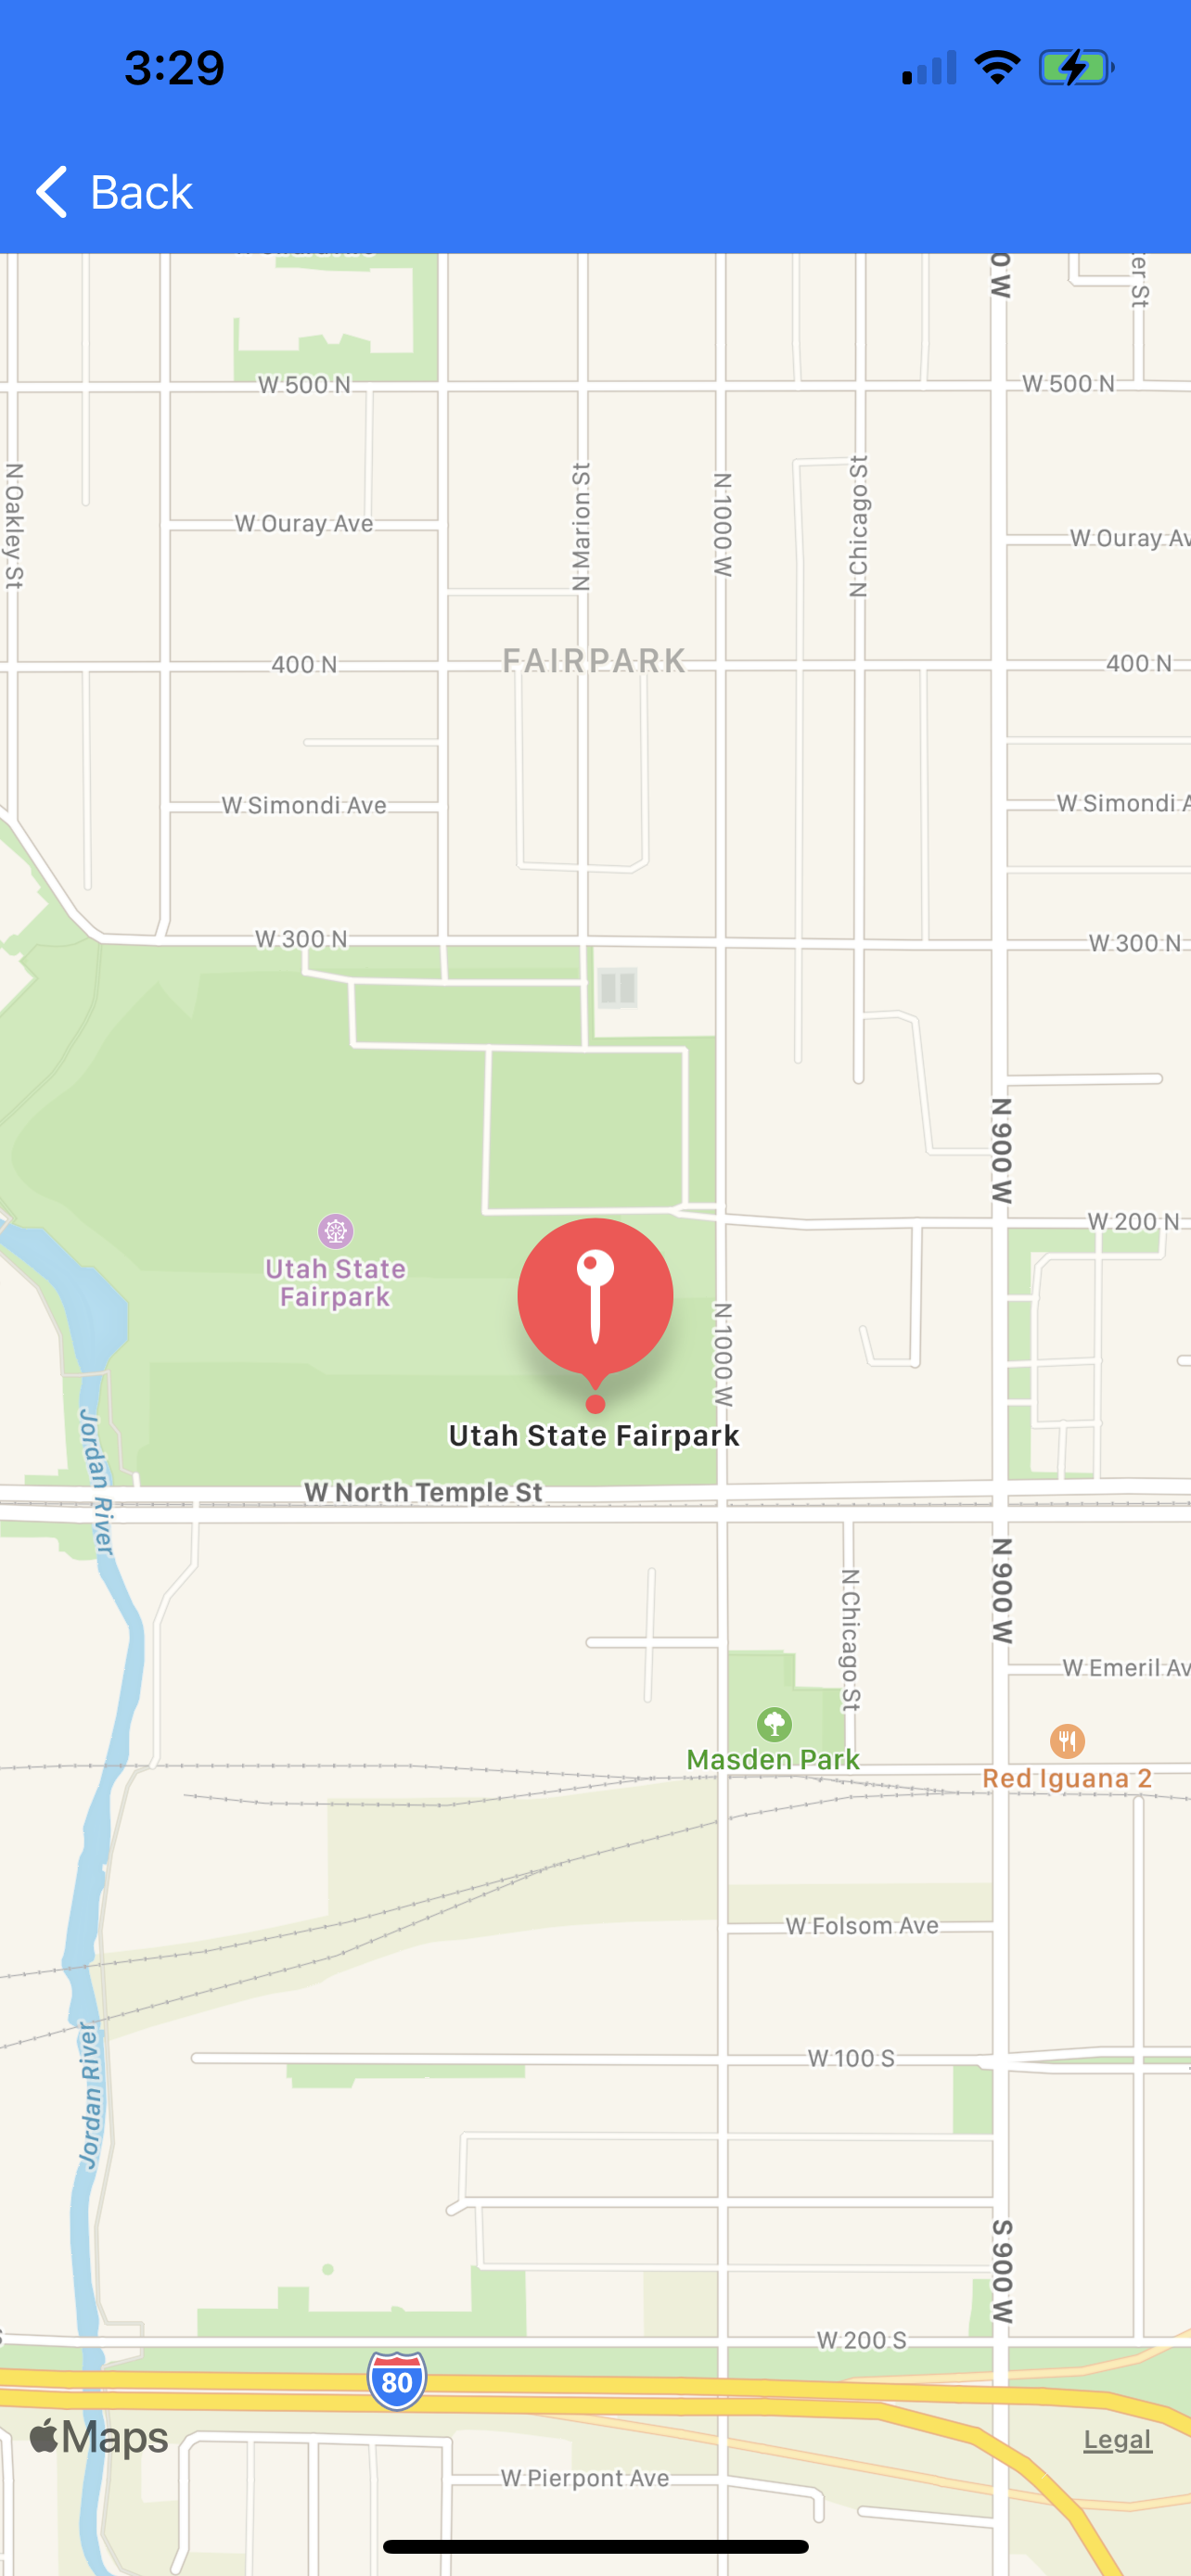 3:29
Back
0 W
er St
W 500 N
W 500 N
N Oakley St
N Marion St
N 1000 W
N Chicago St
W Ouray Ave
W Ouray Av
FAIRPARK
400 N
400 N
W Simondi Ave
W Simondi A
W 300 N
W 300 N
N 900 W
W 200 N
Utah State
Fairpark
N 1000 W
Utah State Fairpark
Jordan River
W North Temple St
N 900 W
N Chicago St
W Emeril Av
Masden Park
Red Iguana 2
W Folsom Ave
W 100 S
Jordan River
S 900 W
W 200 S
80
Maps
Legal
W Pierpont Ave